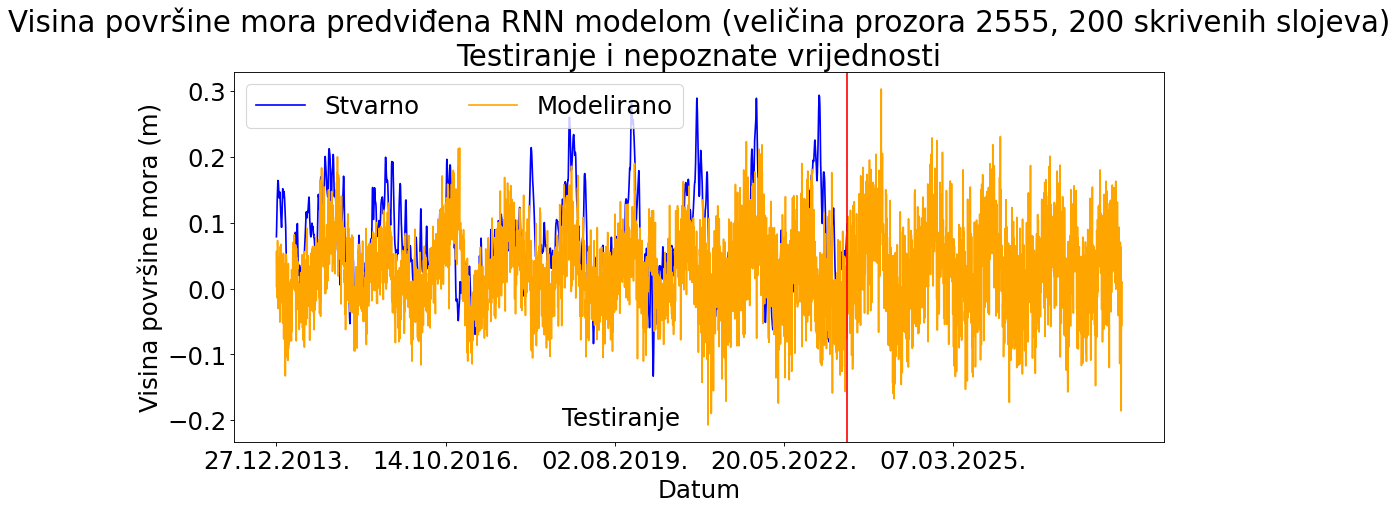 Visina površine mora predviđena RNN modelom (veličina prozora 2555, 200 skrivenih slojeva)
Testiranje i nepoznate vrijednosti
Stvarno
Modelirano
Visina površine mora (m)
0.3
0.2
0.1
0.0
−0.1
−0.2
Testiranje
27.12.2013.
14.10.2016.
02.08.2019.
20.05.2022.
07.03.2025.
Datum